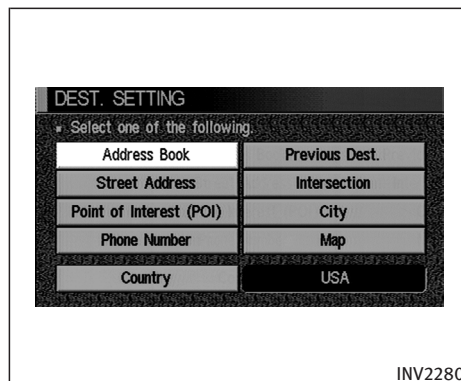 DEST. SETTING
Select one of the following.
Address Book
Previous Dest.
Street Address
Intersection
Point of Interest (POI)
City
Phone Number
Map
Country
USA
INV2280